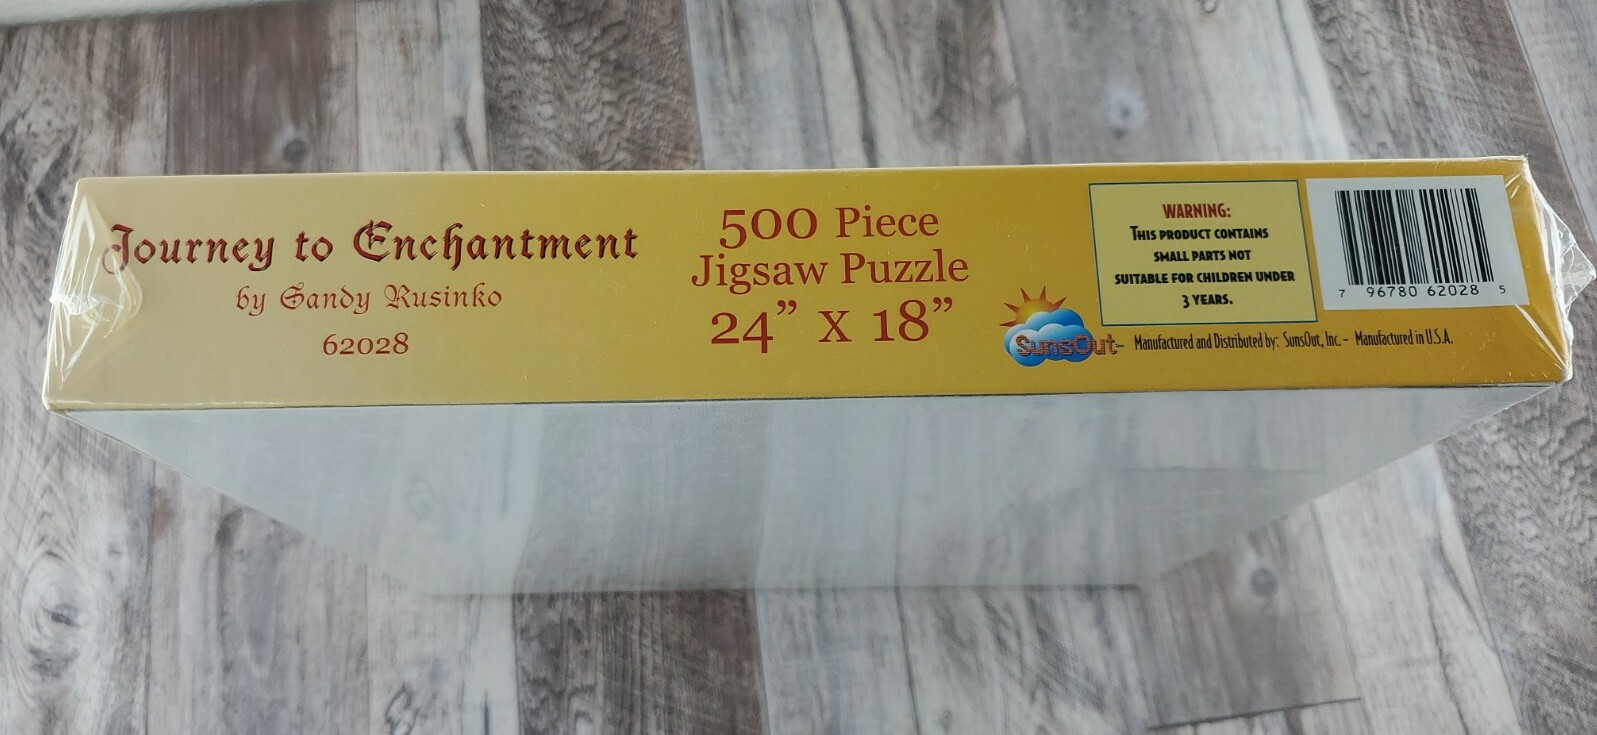 Journey to Enchantment
by Sandy Rusinko
62028
500 Piece
Jigsaw Puzzle
24” X 18”
SunsOut
WARNING:
THIS PRODUCT CONTAINS
SMALL PARTS NOT
SUITABLE FOR CHILDREN UNDER
3 YEARS.
7 96780 62028 5
Manufactured and Distributed by: SunsOut, Inc. – Manufactured in U.S.A.